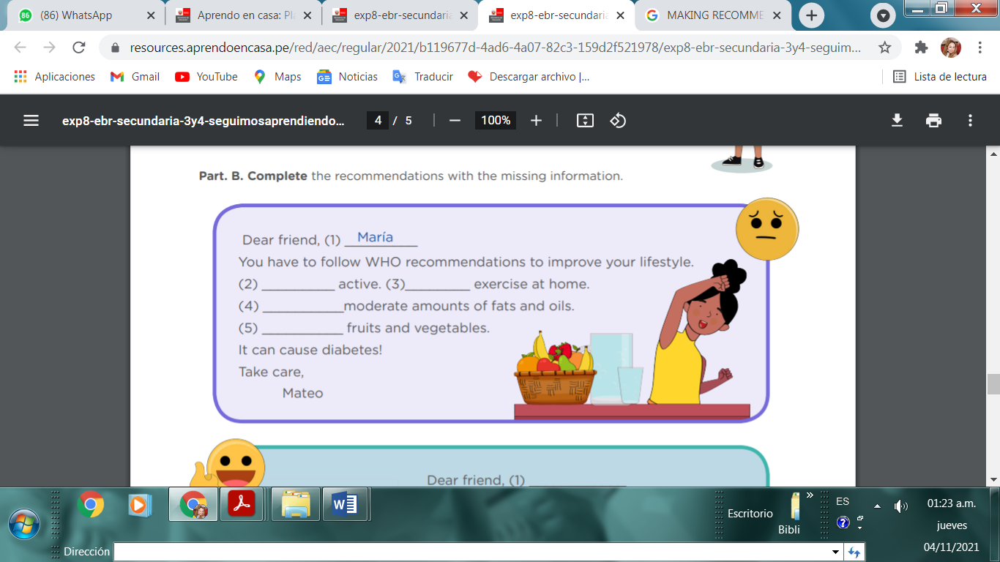 86
(86) WhatsApp
Aprendo en casa: Pla
exp8-ebr-secundaria
exp8-ebr-secundaria
MAKING RECOMME
resources.aprendoencasa.pe/red/aec/regular/2021/b119677d-4ad6-4a07-82c3-159d2f521978/exp8-ebr-secundaria-3y4-seguim...
Aplicaciones
Gmail
YouTube
Maps
Noticias
Traducir
Descargar archivo |...
Lista de lectura
exp8-ebr-secundaria-3y4-seguimosaprendiendo...
4 / 5
100%
Part. B. Complete the recommendations with the missing information.
Dear friend, (1) María
You have to follow WHO recommendations to improve your lifestyle.
(2) __________ active. (3)_________ exercise at home.
(4) ___________moderate amounts of fats and oils.
(5) ___________ fruits and vegetables.
It can cause diabetes!
Take care,
Mateo
Dear friend, (1) _____________
Escritorio
Bibli
ES
01:23 a.m.
jueves
04/11/2021
Dirección